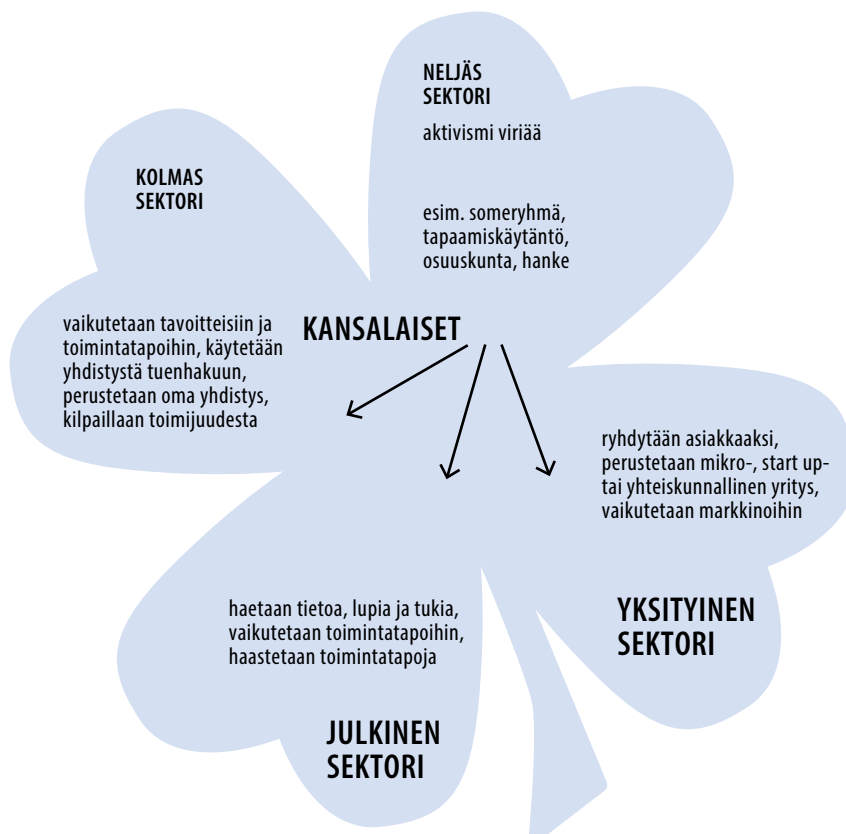 NELJÄS
SEKTORI
aktivismi viriää
esim. someryhmä,
tapaamiskäytäntö,
osuuskunta, hanke
KOLMAS
SEKTORI
vaikutetaan tavoitteisiin ja
toimintatapoihin, käytetään
yhdistystä tuenhakuun,
perustetaan oma yhdistys,
kilpaillaan toimijuudesta
KANSALAISET
ryhdytään asiakkaaksi,
perustetaan mikro-, start up-
tai yhteiskunnallinen yritys,
vaikutetaan markkinoihin
YKSITYINEN
SEKTORI
haetaan tietoa, lupia ja tukia,
vaikutetaan toimintatapoihin,
haastetaan toimintatapoja
JULKINEN
SEKTORI